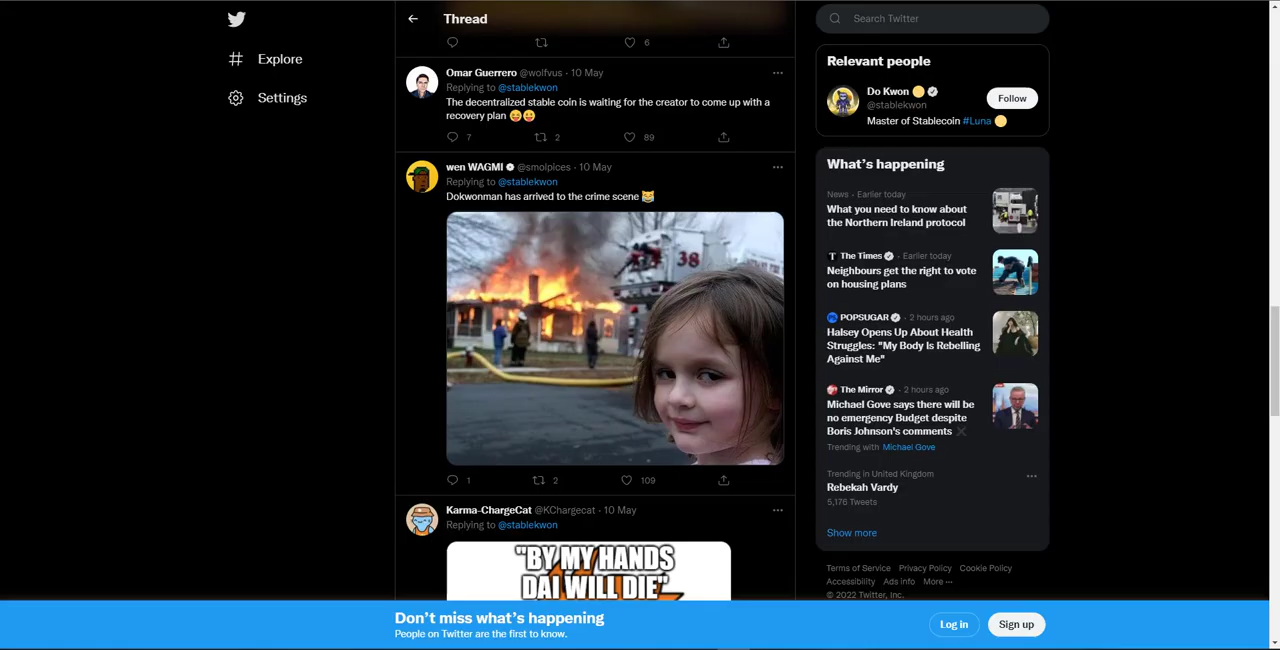 Thread
Search Twitter
Explore
Settings
6
Omar Guerrero @wolfvus · 10 May
Replying to @stablekwon
The decentralized stable coin is waiting for the creator to come up with a
recovery plan
7 2 89
wen WAGMI @smolpices · 10 May
Replying to @stablekwon
Dokwonman has arrived to the crime scene
38
1 2 109
Karma-ChargeCat @KChargecat · 10 May
Replying to @stablekwon
"BY MY HANDS
DAI WILL DIE"
Relevant people
Do Kwon
@stablekwon
Follow
Master of Stablecoin #Luna
What's happening
News · Earlier today
What you need to know about
the Northern Ireland protocol
The Times · Earlier today
Neighbours get the right to vote
on housing plans
POPSUGAR · 2 hours ago
Halsey Opens Up About Health
Struggles: "My Body Is Rebelling
Against Me"
The Mirror · 2 hours ago
Michael Gove says there will be
no emergency Budget despite
Boris Johnson's comments
Trending with Michael Gove
Trending in United Kingdom
Rebekah Vardy
5,176 Tweets
Show more
Terms of Service Privacy Policy Cookie Policy
Accessibility Ads info More ···
© 2022 Twitter, Inc.
Don't miss what's happening
People on Twitter are the first to know.
Log in
Sign up